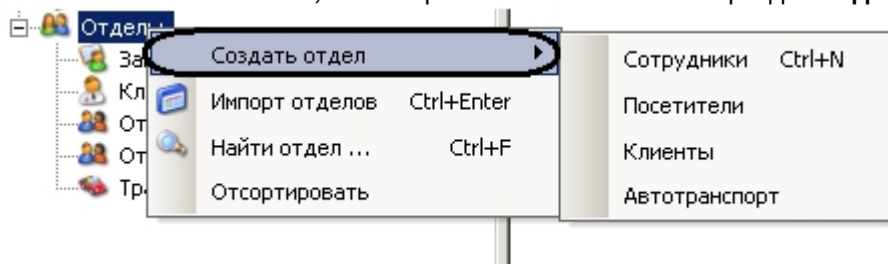 Отделы
Создать отдел
Импорт отделов Ctrl+Enter
Найти отдел ... Ctrl+F
Отсортировать
Сотрудники Ctrl+N
Посетители
Клиенты
Автотранспорт